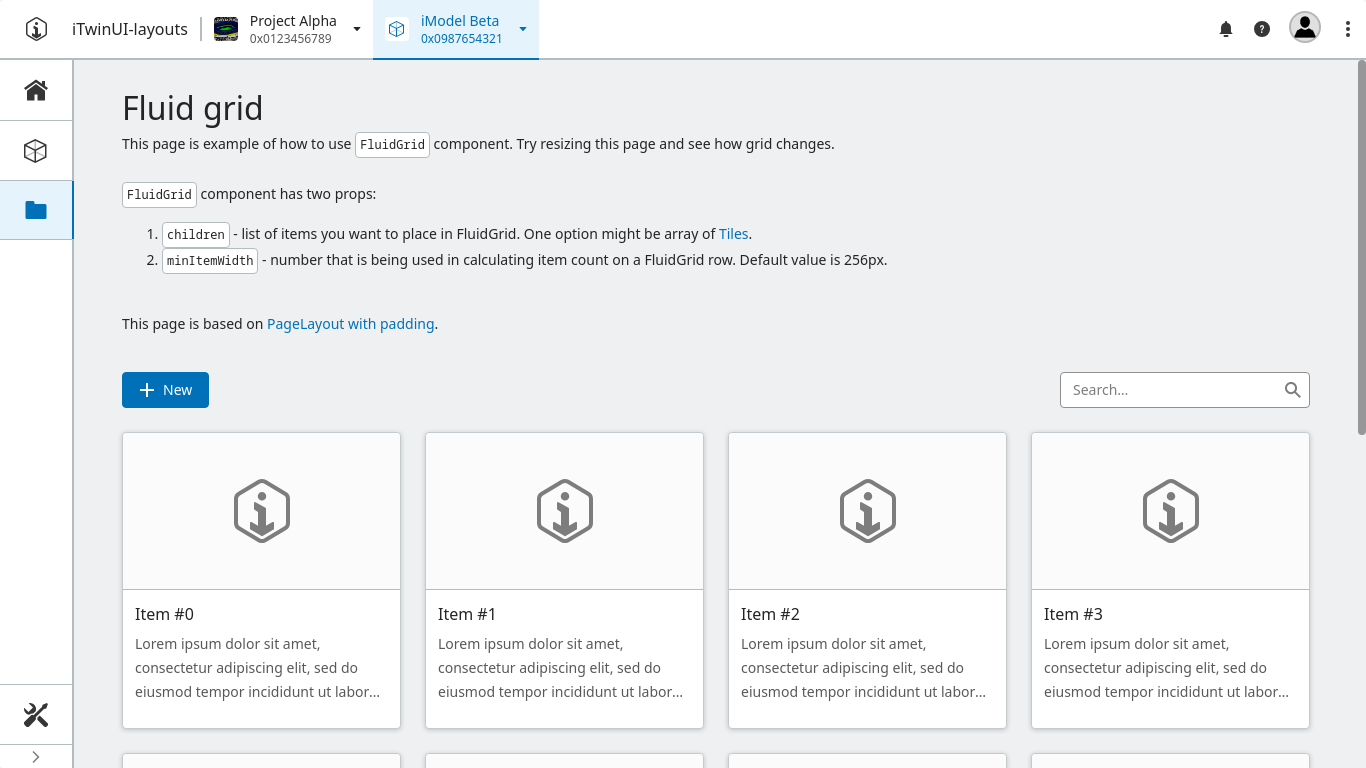 iTwinUI-layouts
Project Alpha
0x0123456789
iModel Beta
0x0987654321
Fluid grid
This page is example of how to use FluidGrid component. Try resizing this page and see how grid changes.
FluidGrid component has two props:
1. children - list of items you want to place in FluidGrid. One option might be array of Tiles.
2. minItemWidth - number that is being used in calculating item count on a FluidGrid row. Default value is 256px.
This page is based on PageLayout with padding.
New
Search...
Item #0
Lorem ipsum dolor sit amet,
consectetur adipiscing elit, sed do
eiusmod tempor incididunt ut labor...
Item #1
Lorem ipsum dolor sit amet,
consectetur adipiscing elit, sed do
eiusmod tempor incididunt ut labor...
Item #2
Lorem ipsum dolor sit amet,
consectetur adipiscing elit, sed do
eiusmod tempor incididunt ut labor...
Item #3
Lorem ipsum dolor sit amet,
consectetur adipiscing elit, sed do
eiusmod tempor incididunt ut labor...